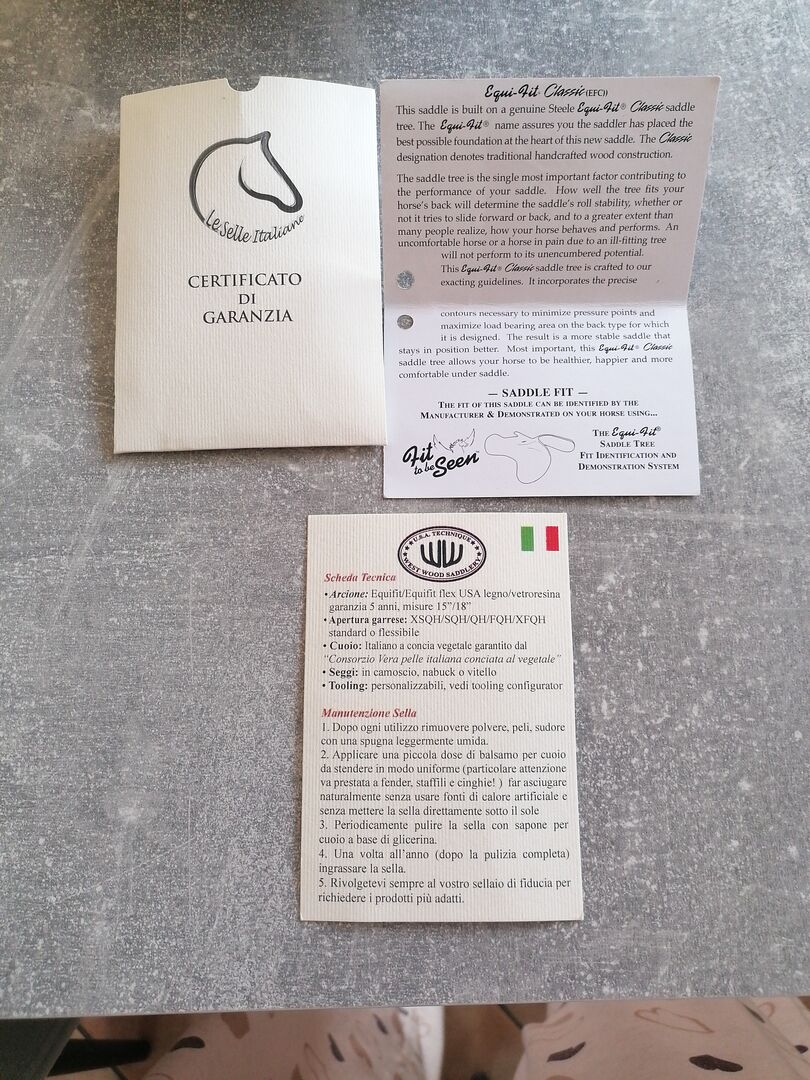 Le Selle Italiane
CERTIFICATO
DI
GARANZIA
Equi-Fit® Classic (EFC))
This saddle is built on a genuine Steele Equi-Fit® Classic saddle
tree. The Equi-Fit® name assures you the saddler has placed the
best possible foundation at the heart of this new saddle. The Classic
designation denotes traditional handcrafted wood construction.
The saddle tree is the single most important factor contributing to
the performance of your saddle. How well the tree fits your
horse's back will determine the saddle's roll stability, whether or
not it tries to slide forward or back, and to a greater extent than
many people realize, how your horse behaves and performs. An
uncomfortable horse or a horse in pain due to an ill-fitting tree
will not perform to its unencumbered potential.
This Equi-Fit® Classic saddle tree is crafted to our
exacting guidelines. It incorporates the precise
contours necessary to minimize pressure points and
maximize load bearing area on the back type for which
it is designed. The result is a more stable saddle that
stays in position better. Most important, this Equi-Fit® Classic
saddle tree allows your horse to be healthier, happier and more
comfortable under saddle.
— SADDLE FIT —
THE FIT OF THIS SADDLE CAN BE IDENTIFIED BY THE
MANUFACTURER & DEMONSTRATED ON YOUR HORSE USING...
Fit
to be Seen™
THE Equi-Fit®
SADDLE TREE
FIT IDENTIFICATION AND
DEMONSTRATION SYSTEM
U.S.A. TECHNIQUE
WW
WEST WOOD SADDLERY
Scheda Tecnica
• Arcione: Equifit/Equifit flex USA legno/vetroresina
garanzia 5 anni, misure 15”/18”
• Apertura garrese: XSQH/SQH/QH/FQH/XFQH
standard o flessibile
• Cuoio: Italiano a concia vegetale garantito dal
“Consorzio Vera pelle italiana conciata al vegetale”
• Seggi: in camoscio, nabuck o vitello
• Tooling: personalizzabili, vedi tooling configurator
Manutenzione Sella
1. Dopo ogni utilizzo rimuovere polvere, peli, sudore
con una spugna leggermente umida.
2. Applicare una piccola dose di balsamo per cuoio
da stendere in modo uniforme (particolare attenzione
va prestata a fender, staffili e cinghie! ) far asciugare
naturalmente senza usare fonti di calore artificiale e
senza mettere la sella direttamente sotto il sole
3. Periodicamente pulire la sella con sapone per
cuoio a base di glicerina.
4. Una volta all'anno (dopo la pulizia completa)
ingrassare la sella.
5. Rivolgetevi sempre al vostro sellaio di fiducia per
richiedere i prodotti più adatti.